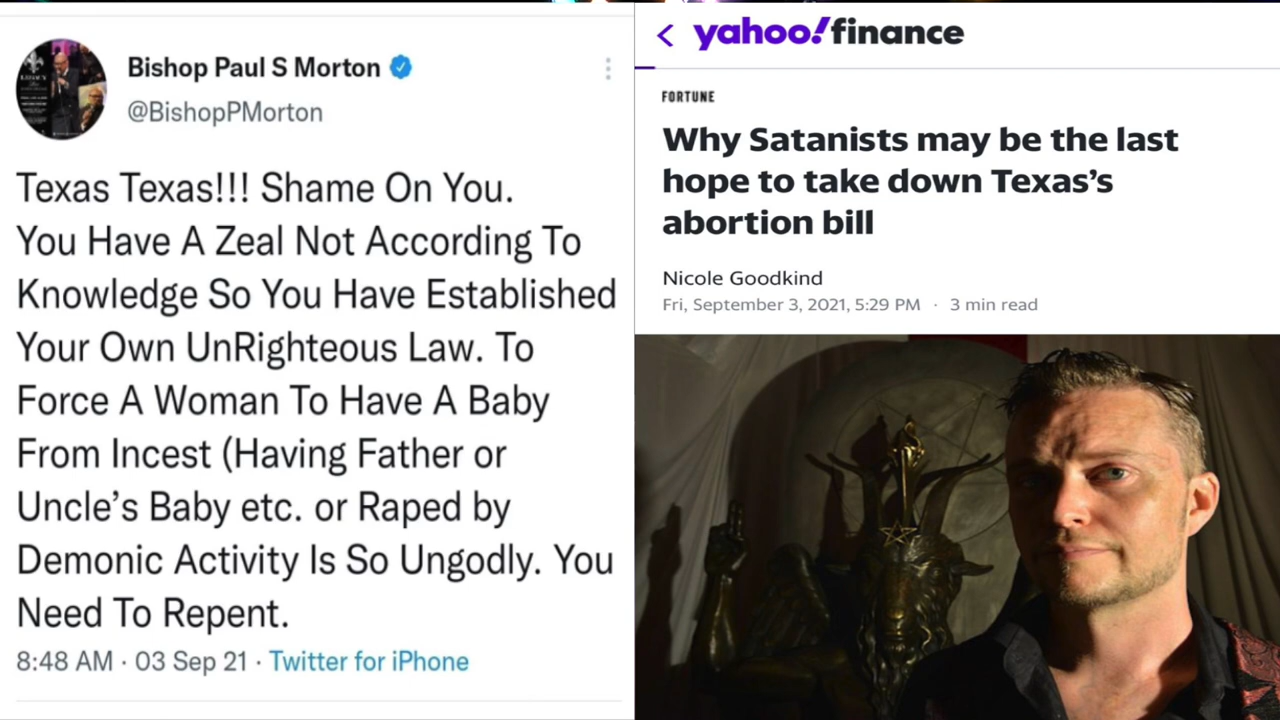 Bishop Paul S Morton
@BishopPMorton
Texas Texas!!! Shame On You.
You Have A Zeal Not According To
Knowledge So You Have Established
Your Own UnRighteous Law. To
Force A Woman To Have A Baby
From Incest (Having Father or
Uncle’s Baby etc. or Raped by
Demonic Activity Is So Ungodly. You
Need To Repent.
8:48 AM · 03 Sep 21 · Twitter for iPhone
yahoo!finance
FORTUNE
Why Satanists may be the last
hope to take down Texas’s
abortion bill
Nicole Goodkind
Fri, September 3, 2021, 5:29 PM · 3 min read